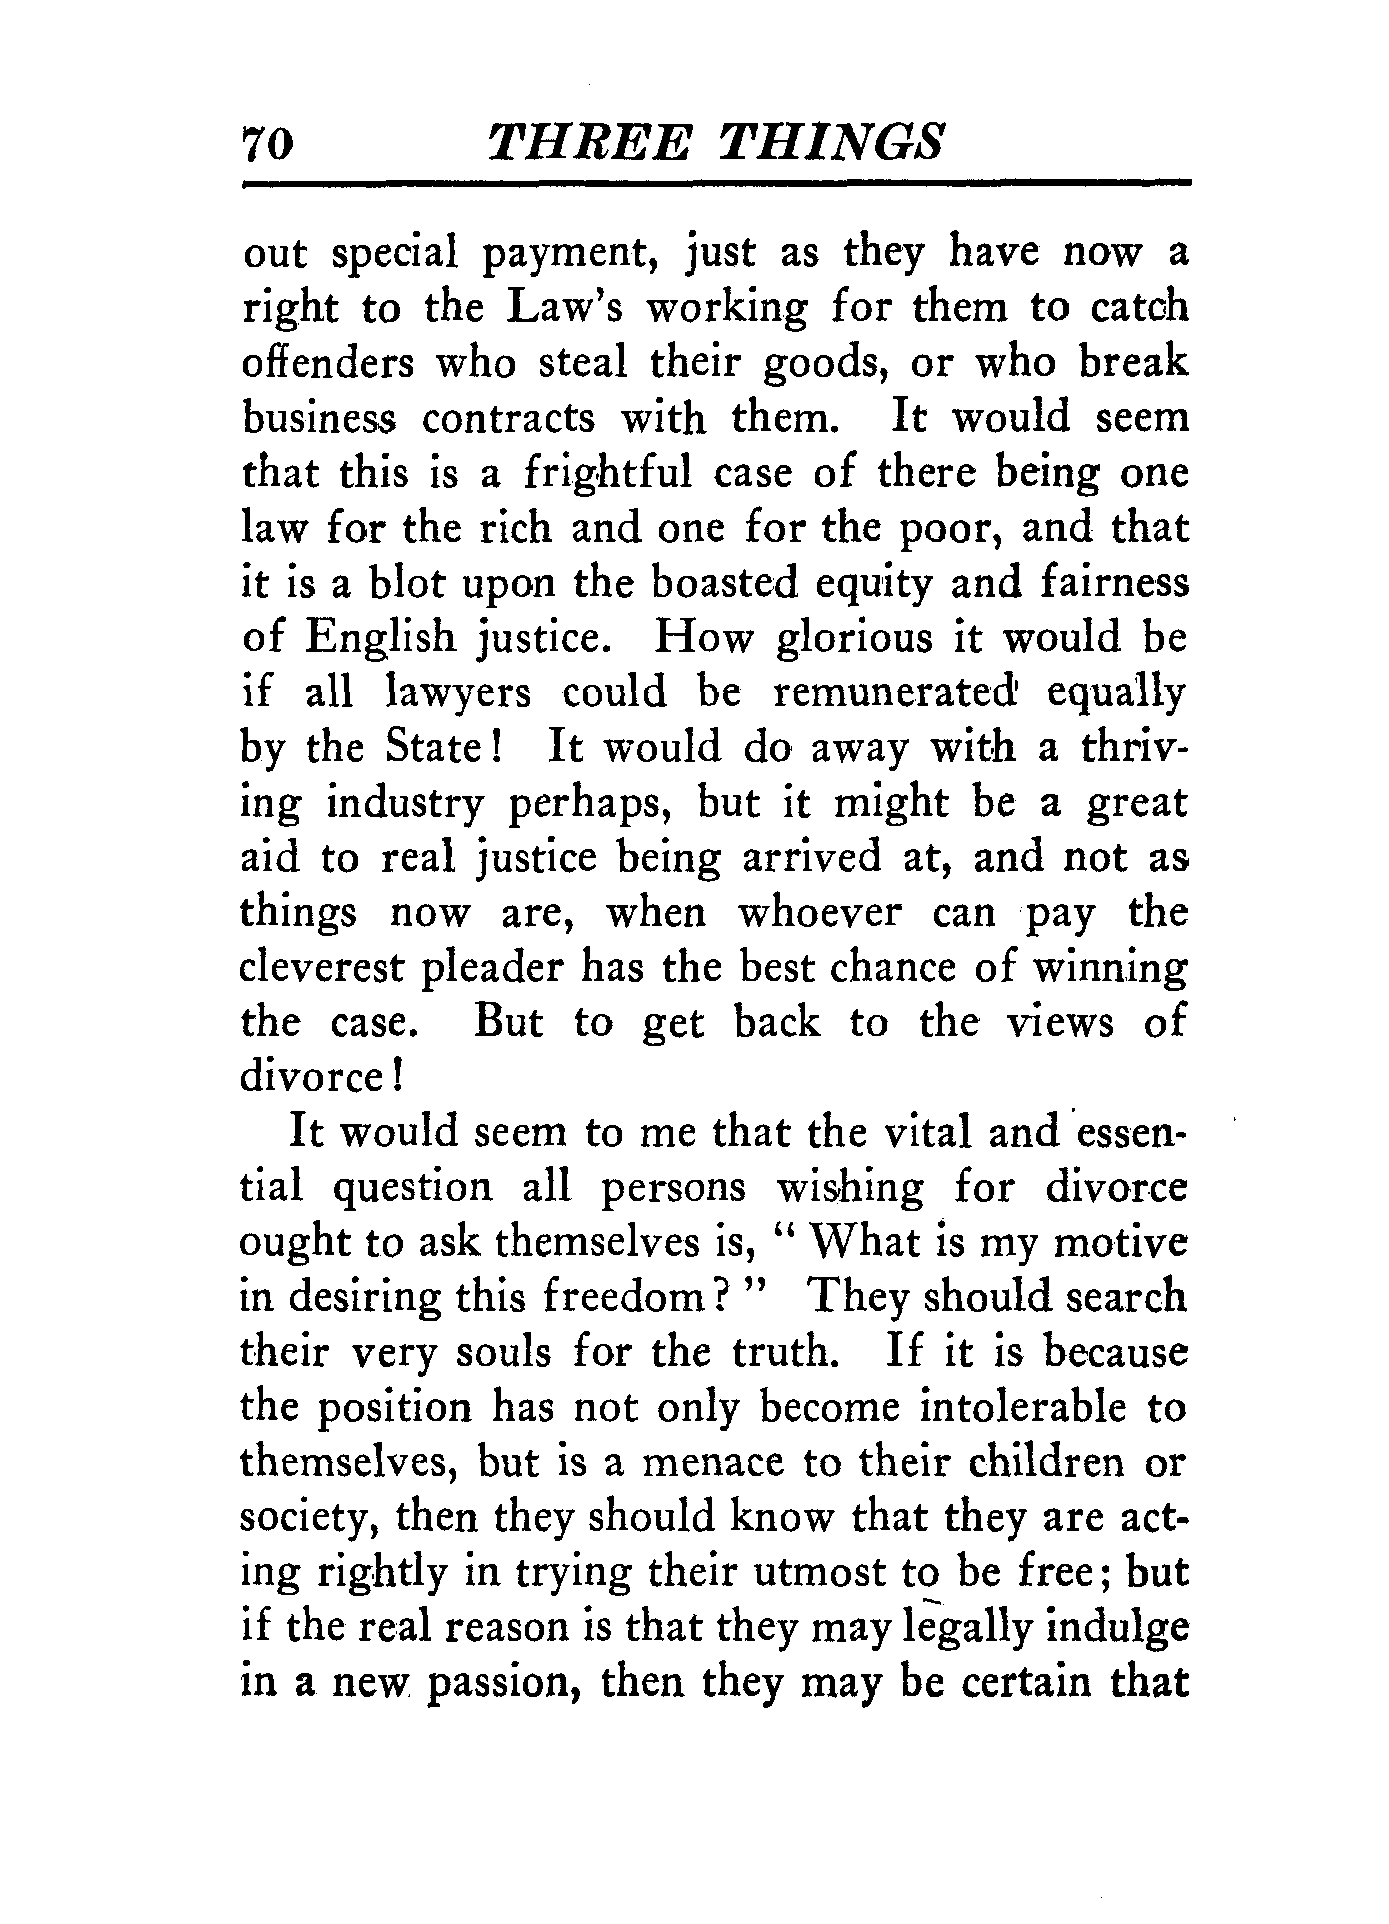 70 THREE THINGS
out special payment, just as they have now a
right to the Law's working for them to catch
offenders who steal their goods, or who break
business contracts with them. It would seem
that this is a frightful case of there being one
law for the rich and one for the poor, and that
it is a blot upon the boasted equity and fairness
of English justice. How glorious it would be
if all lawyers could be remunerated equally
by the State! It would do away with a thriv-
ing industry perhaps, but it might be a great
aid to real justice being arrived at, and not as
things now are, when whoever can pay the
cleverest pleader has the best chance of winning
the case. But to get back to the views of
divorce!
It would seem to me that the vital and essen-
tial question all persons wishing for divorce
ought to ask themselves is, "What is my motive
in desiring this freedom?" They should search
their very souls for the truth. If it is because
the position has not only become intolerable to
themselves, but is a menace to their children or
society, then they should know that they are act-
ing rightly in trying their utmost to be free; but
if the real reason is that they may legally indulge
in a new passion, then they may be certain that